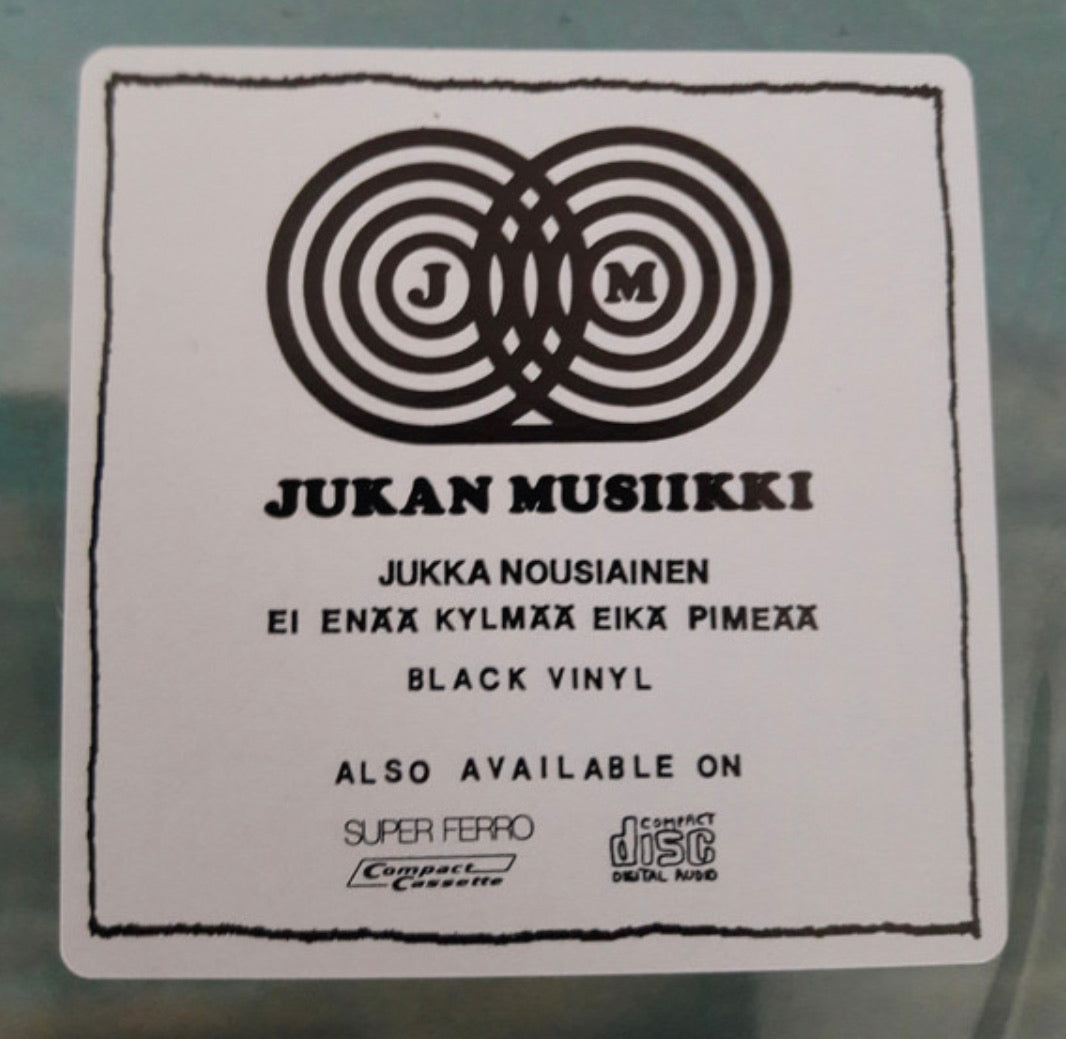 J M
JUKAN MUSIIKKI
JUKKA NOUSIAINEN
EI ENÄÄ KYLMÄÄ EIKÄ PIMEÄÄ
BLACK VINYL
ALSO AVAILABLE ON
SUPER FERRO
Compact
Cassette
COMPACT
disc
DIGITAL AUDIO